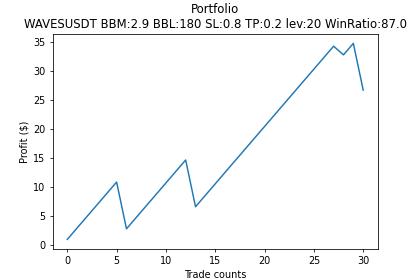 Portfolio
WAVESUSDT BBM:2.9 BBL:180 SL:0.8 TP:0.2 lev:20 WinRatio:87.0
35
30
25
20
15
10
5
0
Profit ($)
0 5 10 15 20 25 30
Trade counts